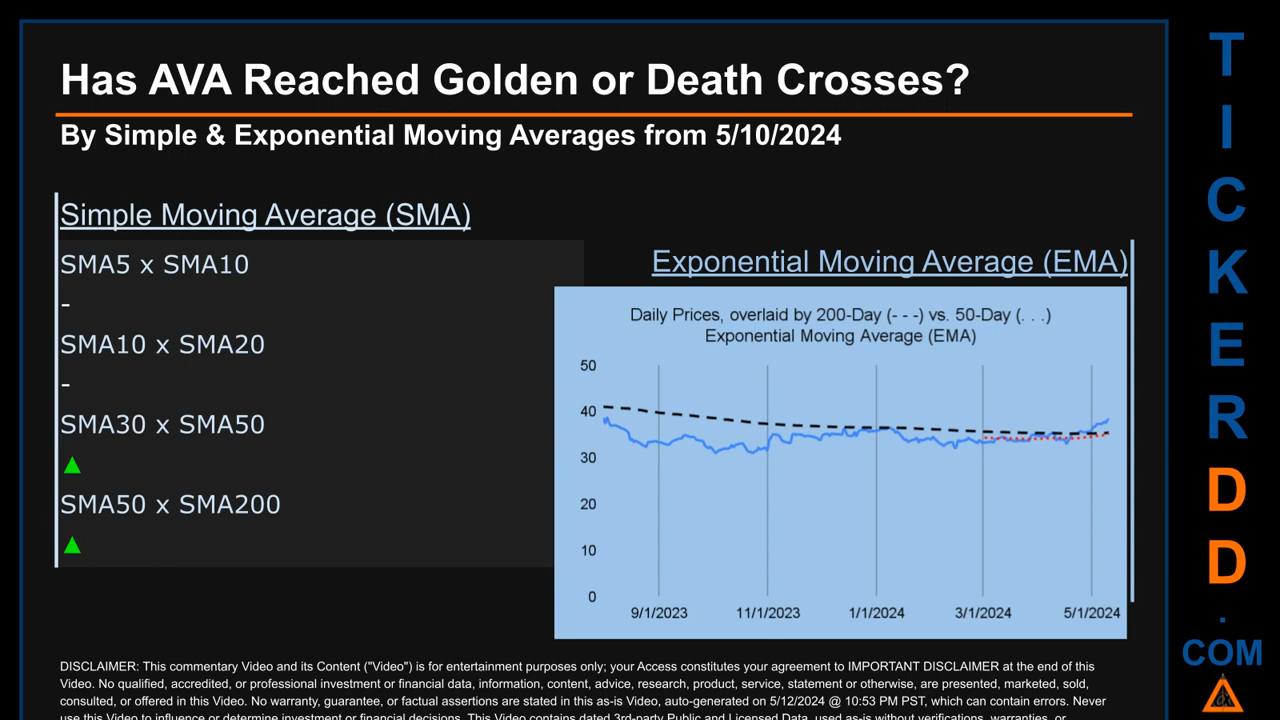 Has AVA Reached Golden or Death Crosses?
By Simple & Exponential Moving Averages from 5/10/2024
Simple Moving Average (SMA)
SMA5 x SMA10
-
SMA10 x SMA20
-
SMA30 x SMA50
▲
SMA50 x SMA200
▲
Exponential Moving Average (EMA)
Daily Prices, overlaid by 200-Day (- - -) vs. 50-Day (. . .)
Exponential Moving Average (EMA)
50
40
30
20
10
0
9/1/2023 11/1/2023 1/1/2024 3/1/2024 5/1/2024
DISCLAIMER: This commentary Video and its Content ("Video") is for entertainment purposes only; your Access constitutes your agreement to IMPORTANT DISCLAIMER at the end of this
Video. No qualified, accredited, or professional investment or financial data, information, content, advice, research, product, service, statement or otherwise, are presented, marketed, sold,
consulted, or offered in this Video. No warranty, guarantee, or factual assertions are stated in this as-is Video, auto-generated on 5/12/2024 @ 10:53 PM PST, which can contain errors. Never
use this Video to influence or determine investment or financial decisions. This Video contains dated 3rd-party Public and Licensed Data, used as-is without verifications, warranties, or
T
I
C
K
E
R
D
D
.
COM